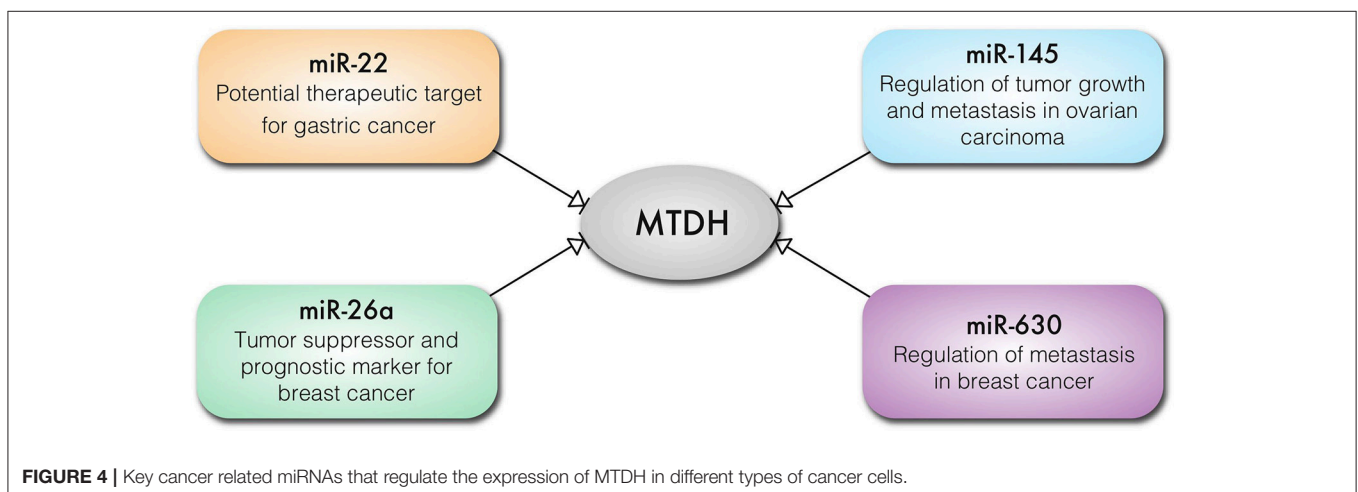 miR-22
Potential therapeutic target
for gastric cancer
miR-145
Regulation of tumor growth
and metastasis in ovarian
carcinoma
MTDH
miR-26a
Tumor suppressor and
prognostic marker for
breast cancer
miR-630
Regulation of metastasis
in breast cancer
FIGURE 4 | Key cancer related miRNAs that regulate the expression of MTDH in different types of cancer cells.